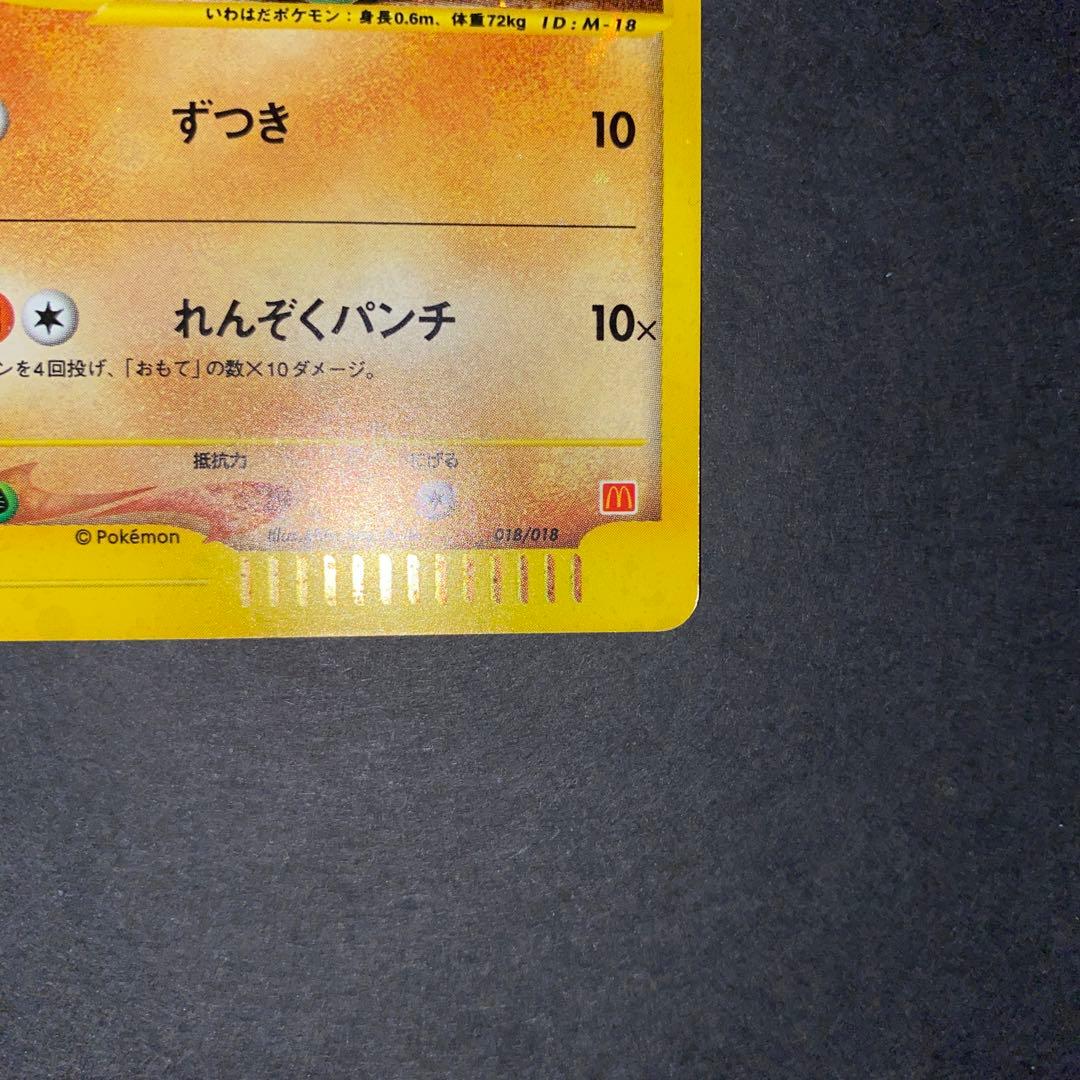 いわはだポケモン：身長0.6m、体重72kg ID：M-18
ずつき 10
れんぞくパンチ 10×
ンを4回投げ、「おもて」の数×10ダメージ。
抵抗力 にげる
© Pokémon Illus. 018/018